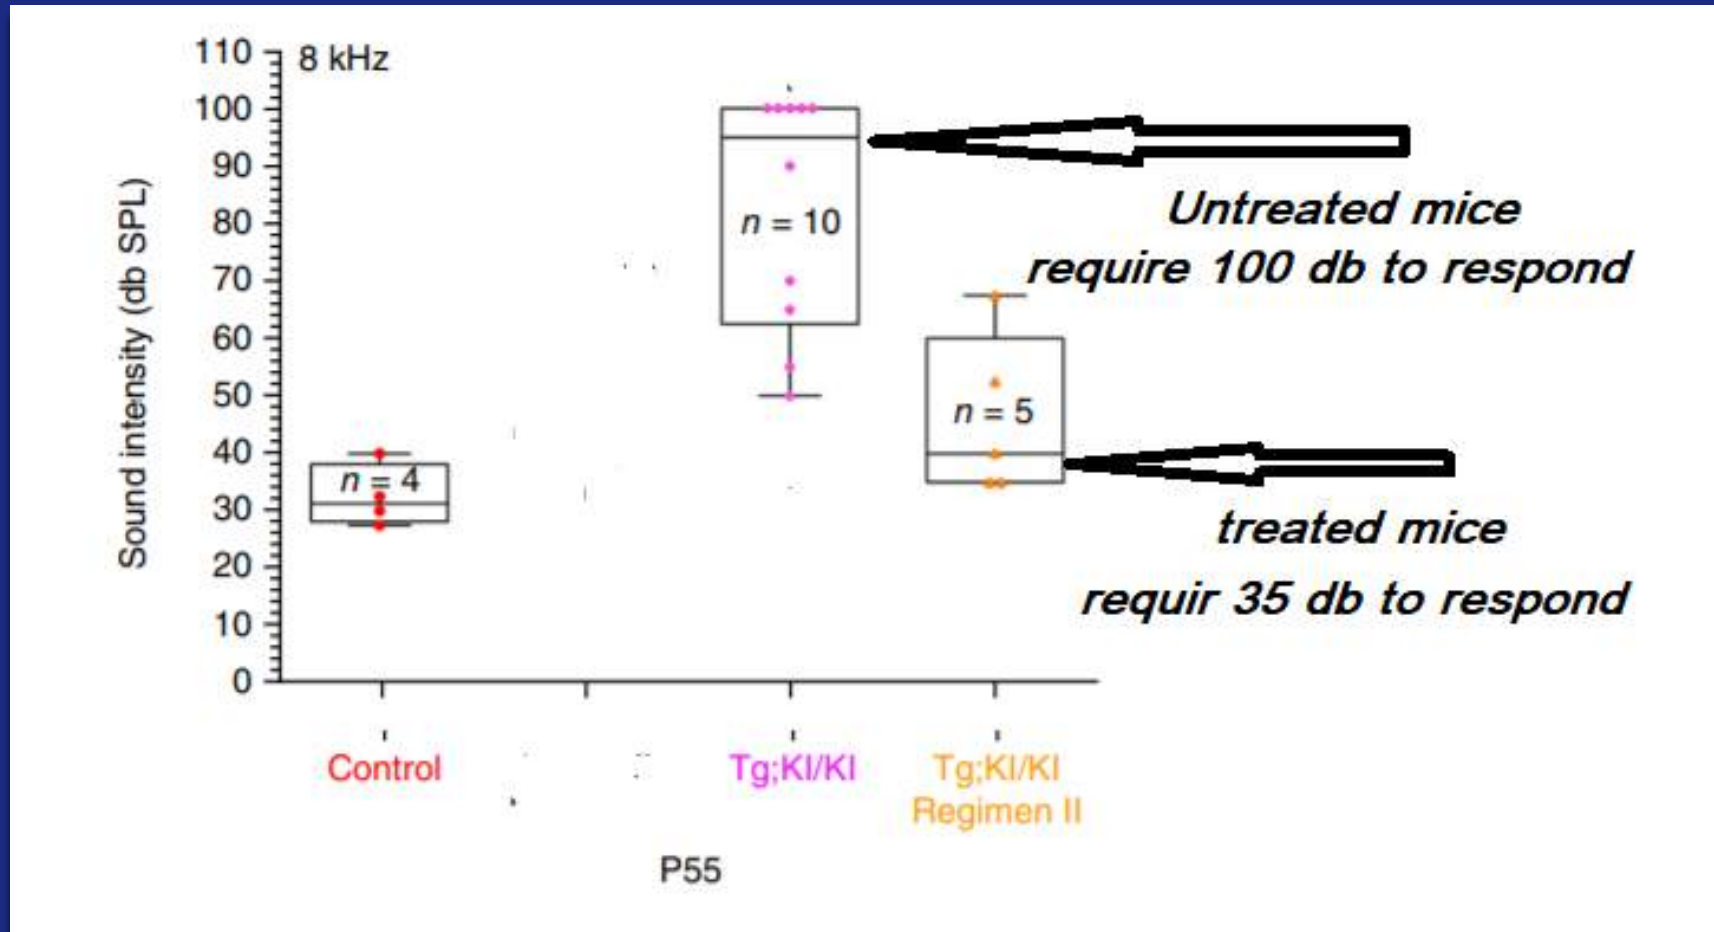 110
8 kHz
100
90
80
70
60
50
40
30
20
10
0
Sound intensity (db SPL)
n = 4
n = 10
n = 5
Untreated mice
require 100 db to respond
treated mice
requir 35 db to respond
Control
Tg;KI/KI
Tg;KI/KI
Regimen II
P55